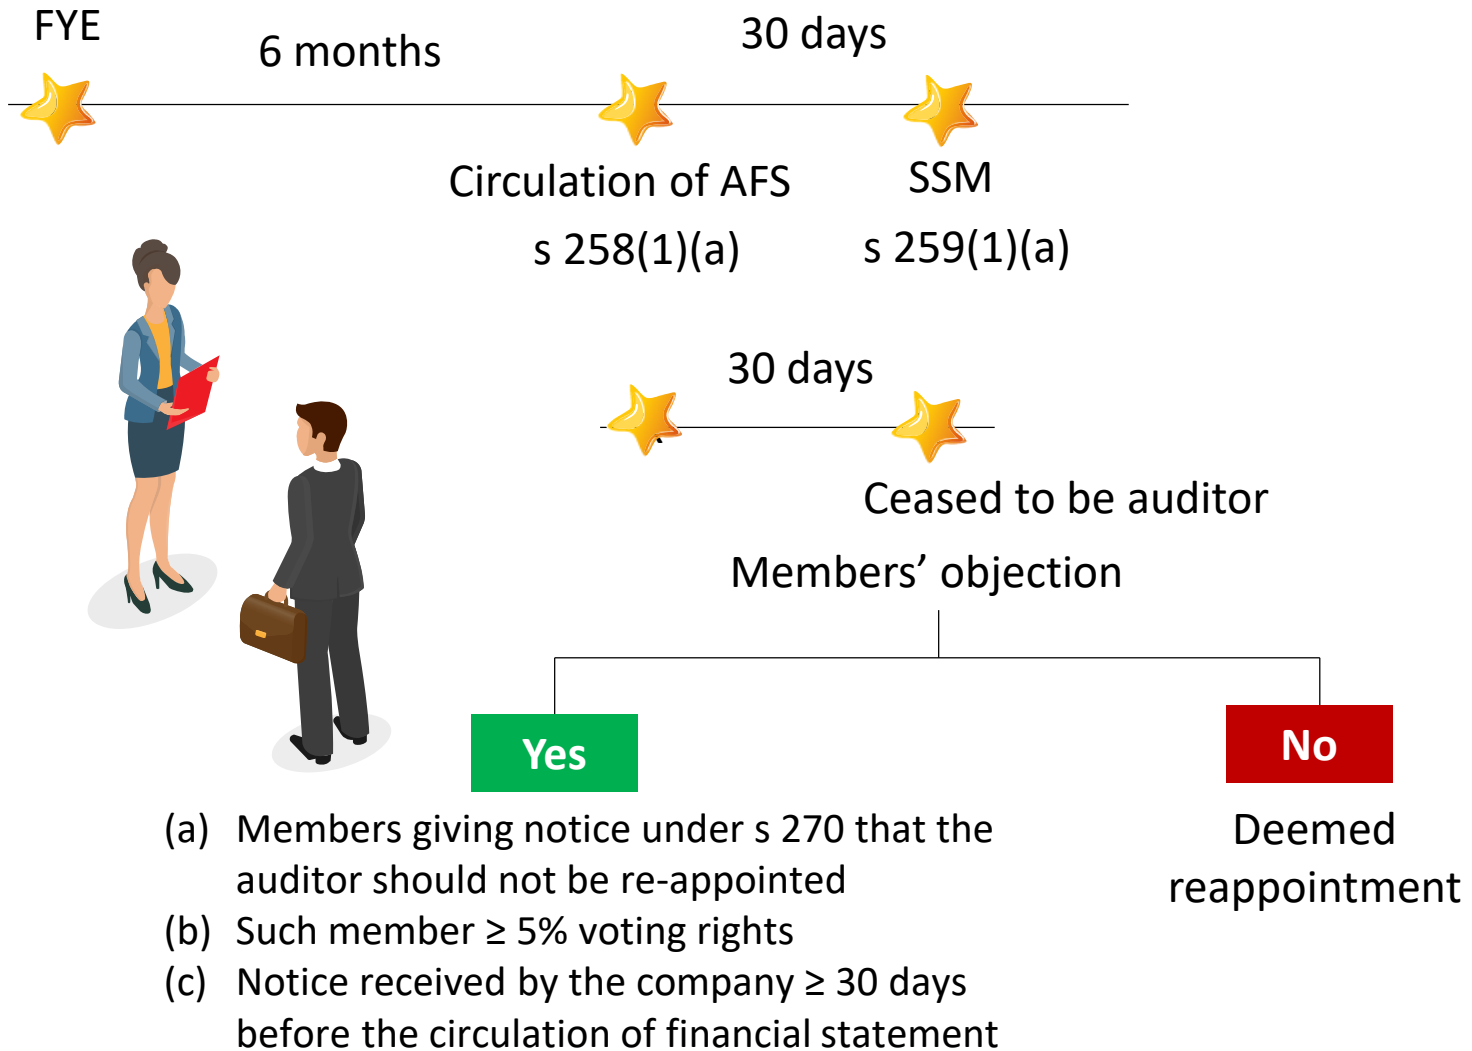 FYE
6 months
30 days
Circulation of AFS
s 258(1)(a)
SSM
s 259(1)(a)
30 days
Ceased to be auditor
Members’ objection
Yes
No
(a) Members giving notice under s 270 that the
auditor should not be re-appointed
(b) Such member ≥ 5% voting rights
(c) Notice received by the company ≥ 30 days
before the circulation of financial statement
Deemed
reappointment